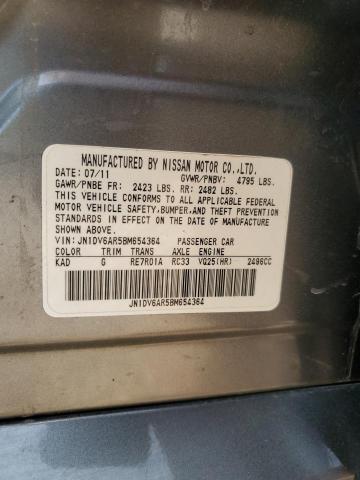 MANUFACTURED BY NISSAN MOTOR CO.,LTD.
DATE: 07/11 GVWR/PNBV: 4795 LBS.
GAWR/PNBE FR: 2423 LBS. RR: 2482 LBS.
THIS VEHICLE CONFORMS TO ALL APPLICABLE FEDERAL
MOTOR VEHICLE SAFETY, BUMPER, AND THEFT PREVENTION
STANDARDS IN EFFECT ON THE DATE OF MANUFACTURE
SHOWN ABOVE.
VIN: JN1DV6AR5BM654364 PASSENGER CAR
COLOR TRIM TRANS AXLE ENGINE
KAD G RE7R01A RC33 VQ25(HR) 2496CC
JN1DV6AR5BM654364